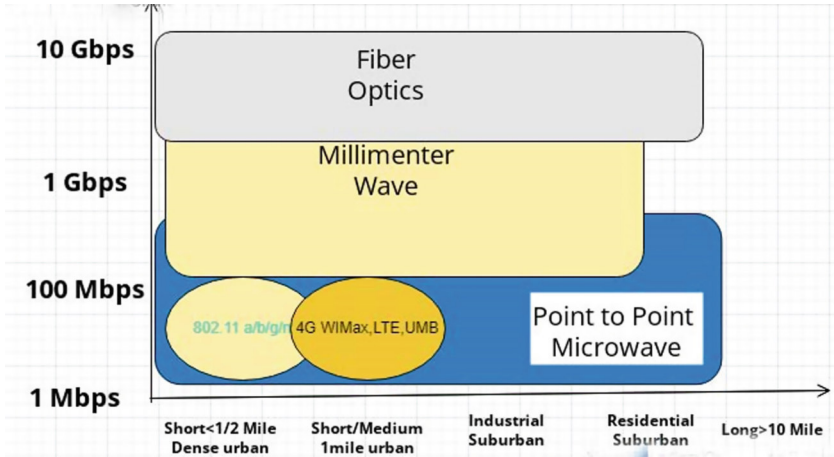 10 Gbps
Fiber
Optics
Millimenter
Wave
1 Gbps
100 Mbps
802.11 a/b/g/n
4G WIMax,LTE,UMB
Point to Point
Microwave
1 Mbps
Short<1/2 Mile
Dense urban
Short/Medium
1mile urban
Industrial
Suburban
Residential
Suburban
Long>10 Mile